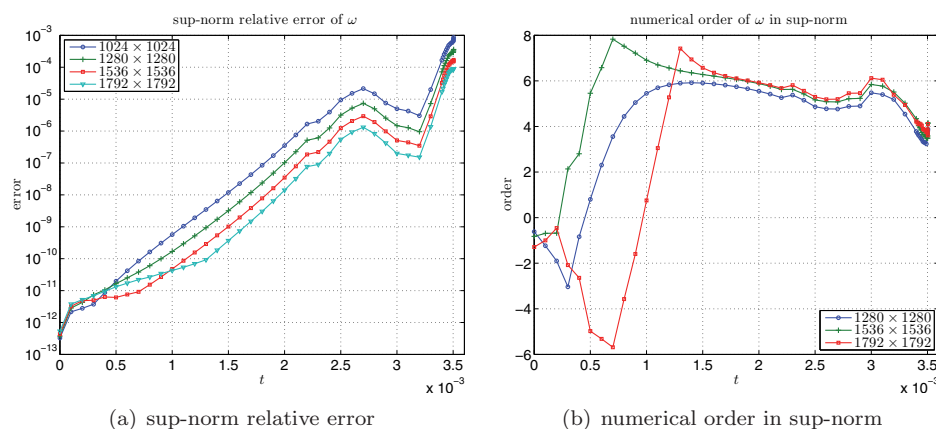 sup-norm relative error of ω
10⁻³
10⁻⁴
10⁻⁵
10⁻⁶
10⁻⁷
10⁻⁸
10⁻⁹
10⁻¹⁰
10⁻¹¹
10⁻¹²
10⁻¹³
error
1024 × 1024
1280 × 1280
1536 × 1536
1792 × 1792
0 0.5 1 1.5 2 2.5 3 3.5
t
x 10⁻³
(a) sup-norm relative error
numerical order of ω in sup-norm
8
6
4
2
0
−2
−4
−6
order
1280 × 1280
1536 × 1536
1792 × 1792
0 0.5 1 1.5 2 2.5 3 3.5
t
x 10⁻³
(b) numerical order in sup-norm